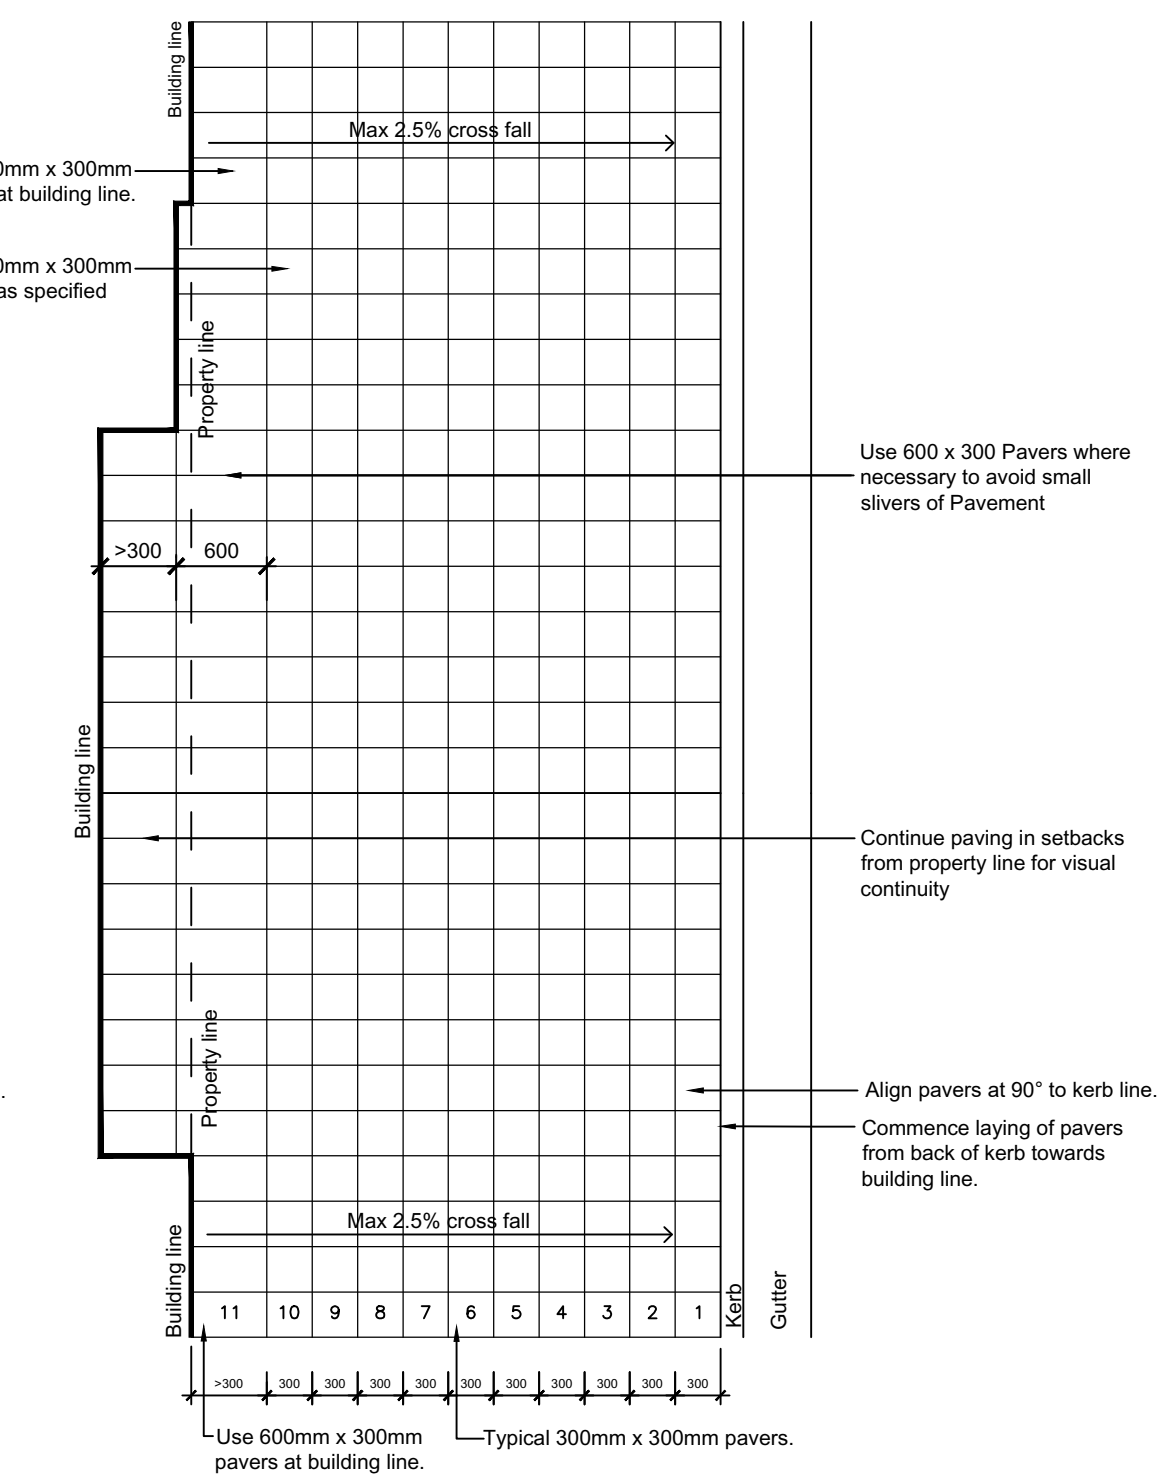 Building line
Max 2.5% cross fall
0mm x 300mm
at building line.
0mm x 300mm
as specified
Property line
Use 600 x 300 Pavers where
necessary to avoid small
slivers of Pavement
>300 600
Building line
Continue paving in setbacks
from property line for visual
continuity
Property line
Align pavers at 90° to kerb line.
Commence laying of pavers
from back of kerb towards
building line.
Max 2.5% cross fall
Building line
11 10 9 8 7 6 5 4 3 2 1
Kerb
Gutter
>300 300 300 300 300 300 300 300 300 300 300
Use 600mm x 300mm
pavers at building line.
Typical 300mm x 300mm pavers.